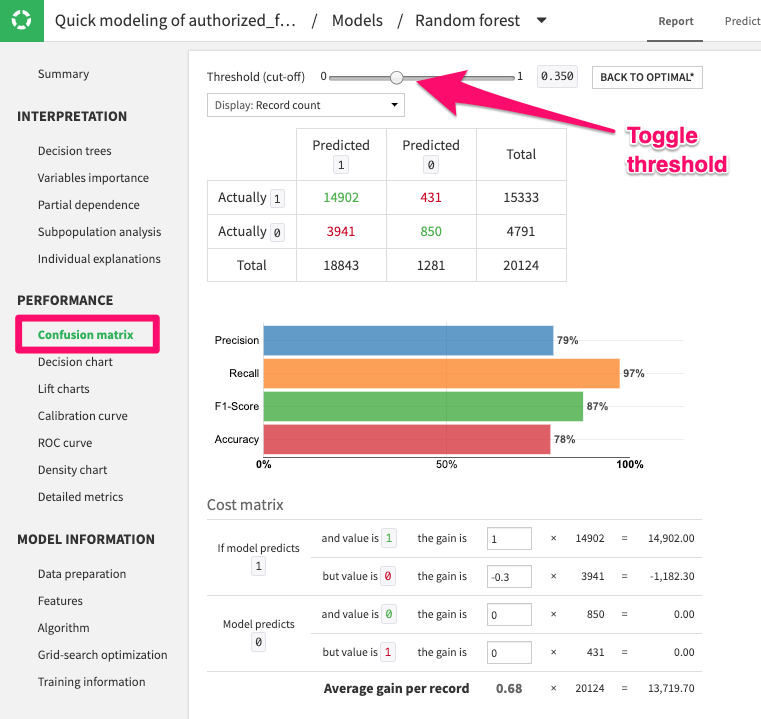 Quick modeling of authorized_f... / Models / Random forest Report Predict
Summary
INTERPRETATION
Decision trees
Variables importance
Partial dependence
Subpopulation analysis
Individual explanations
PERFORMANCE
Confusion matrix
Decision chart
Lift charts
Calibration curve
ROC curve
Density chart
Detailed metrics
MODEL INFORMATION
Data preparation
Features
Algorithm
Grid-search optimization
Training information
Threshold (cut-off) 0 1 0.350 BACK TO OPTIMAL*
Display: Record count
Toggle
threshold
Predicted Predicted Total
1 0
Actually 1 14902 431 15333
Actually 0 3941 850 4791
Total 18843 1281 20124
Precision 79%
Recall 97%
F1-Score 87%
Accuracy 78%
0% 50% 100%
Cost matrix
If model predicts
1
and value is 1 the gain is 1 × 14902 = 14,902.00
but value is 0 the gain is -0.3 × 3941 = -1,182.30
Model predicts
0
and value is 0 the gain is 0 × 850 = 0.00
but value is 1 the gain is 0 × 431 = 0.00
Average gain per record 0.68 × 20124 = 13,719.70